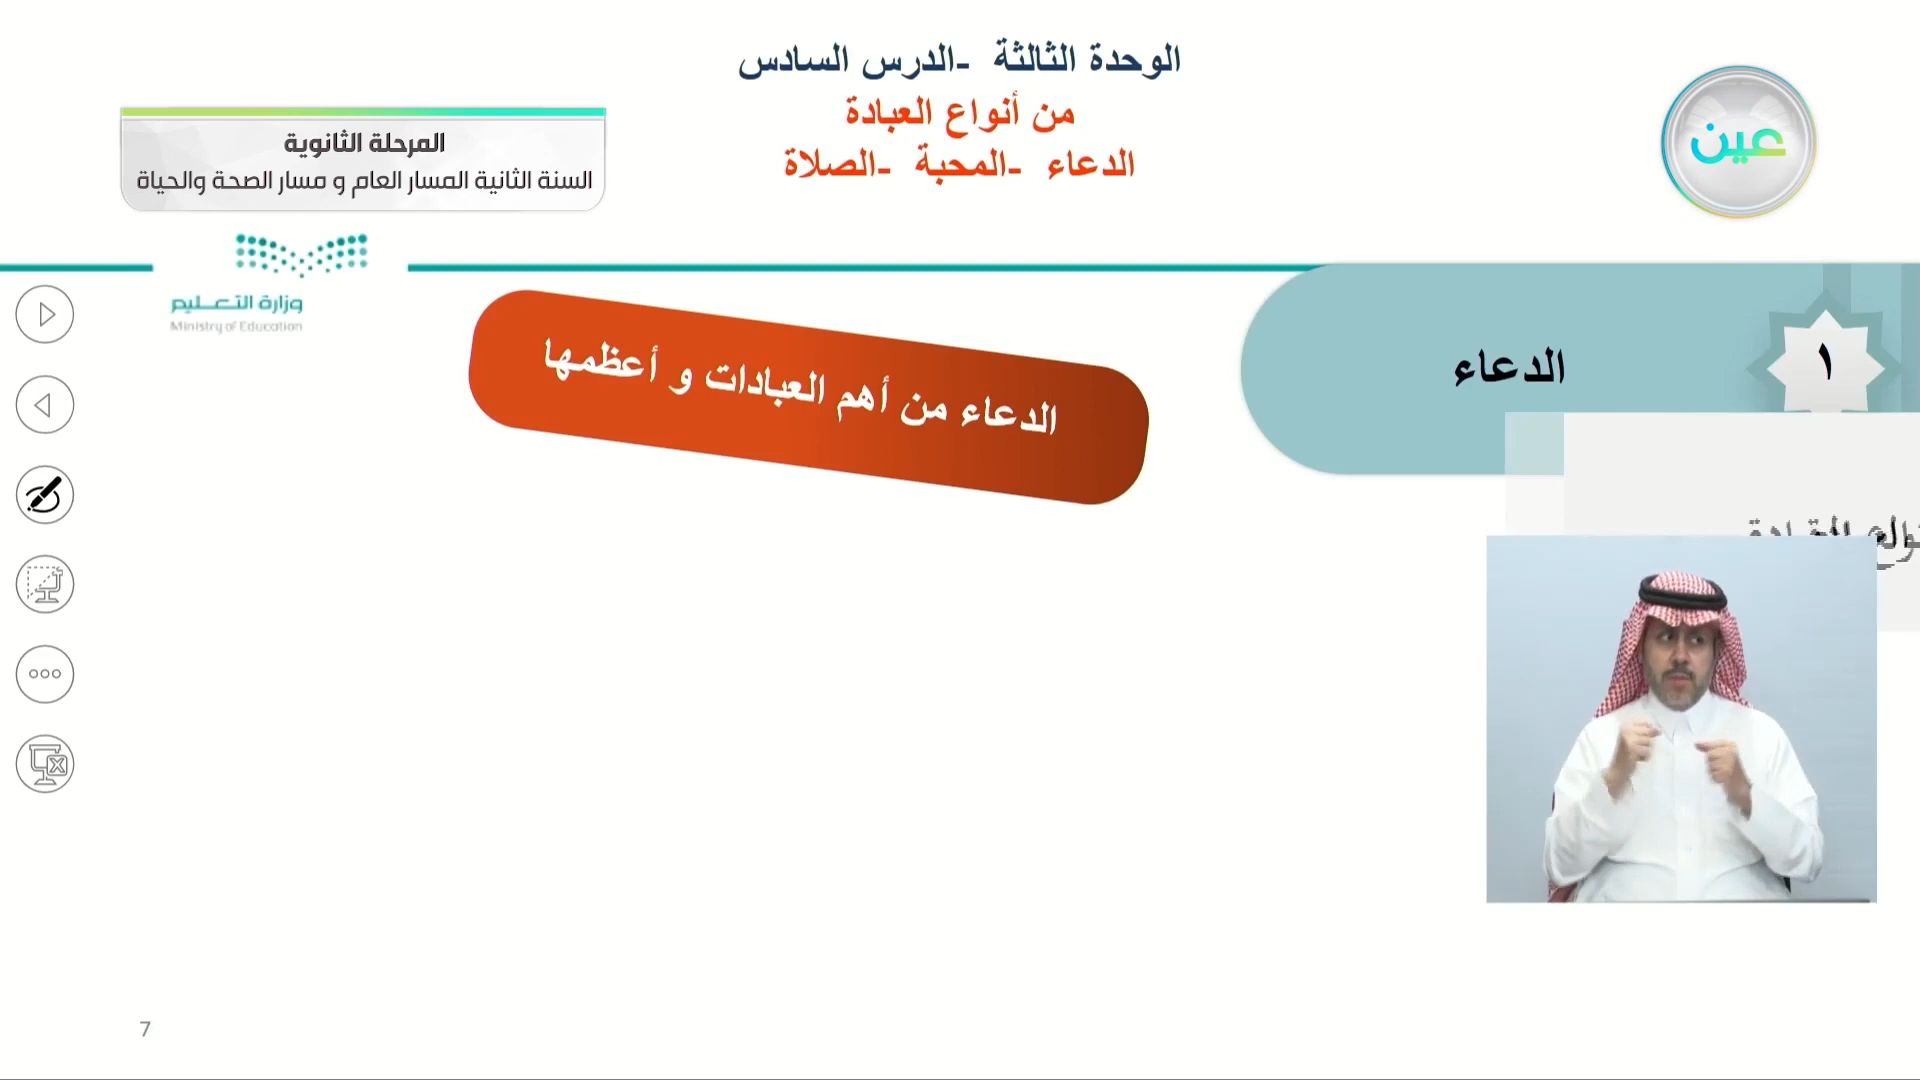 الوحدة الثالثة -الدرس السادس
من أنواع العبادة
الدعاء -المحبة -الصلاة
عين
المرحلة الثانوية
السنة الثانية المسار العام و مسار الصحة والحياة
وزارة التعليم
Ministry of Education
١
الدعاء
الدعاء من أهم العبادات و أعظمها
7